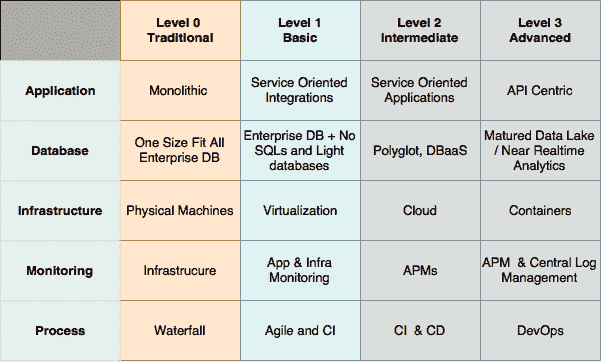 Level 0
Traditional
Level 1
Basic
Level 2
Intermediate
Level 3
Advanced
Application
Monolithic
Service Oriented
Integrations
Service Oriented
Applications
API Centric
Database
One Size Fit All
Enterprise DB
Enterprise DB + No
SQLs and Light
databases
Polyglot, DBaaS
Matured Data Lake
/ Near Realtime
Analytics
Infrastructure
Physical Machines
Virtualization
Cloud
Containers
Monitoring
Infrastrucure
App & Infra
Monitoring
APMs
APM & Central Log
Management
Process
Waterfall
Agile and CI
CI & CD
DevOps